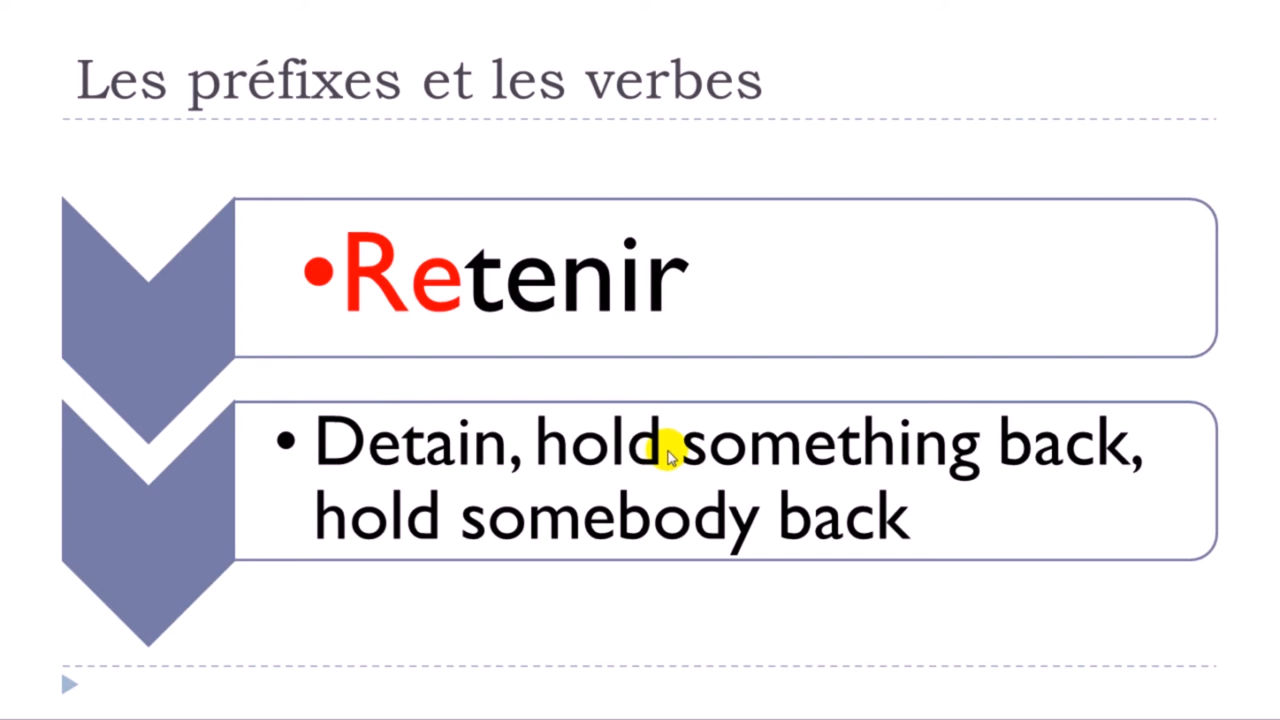 Les préfixes et les verbes
•Retenir
• Detain, hold something back,
hold somebody back